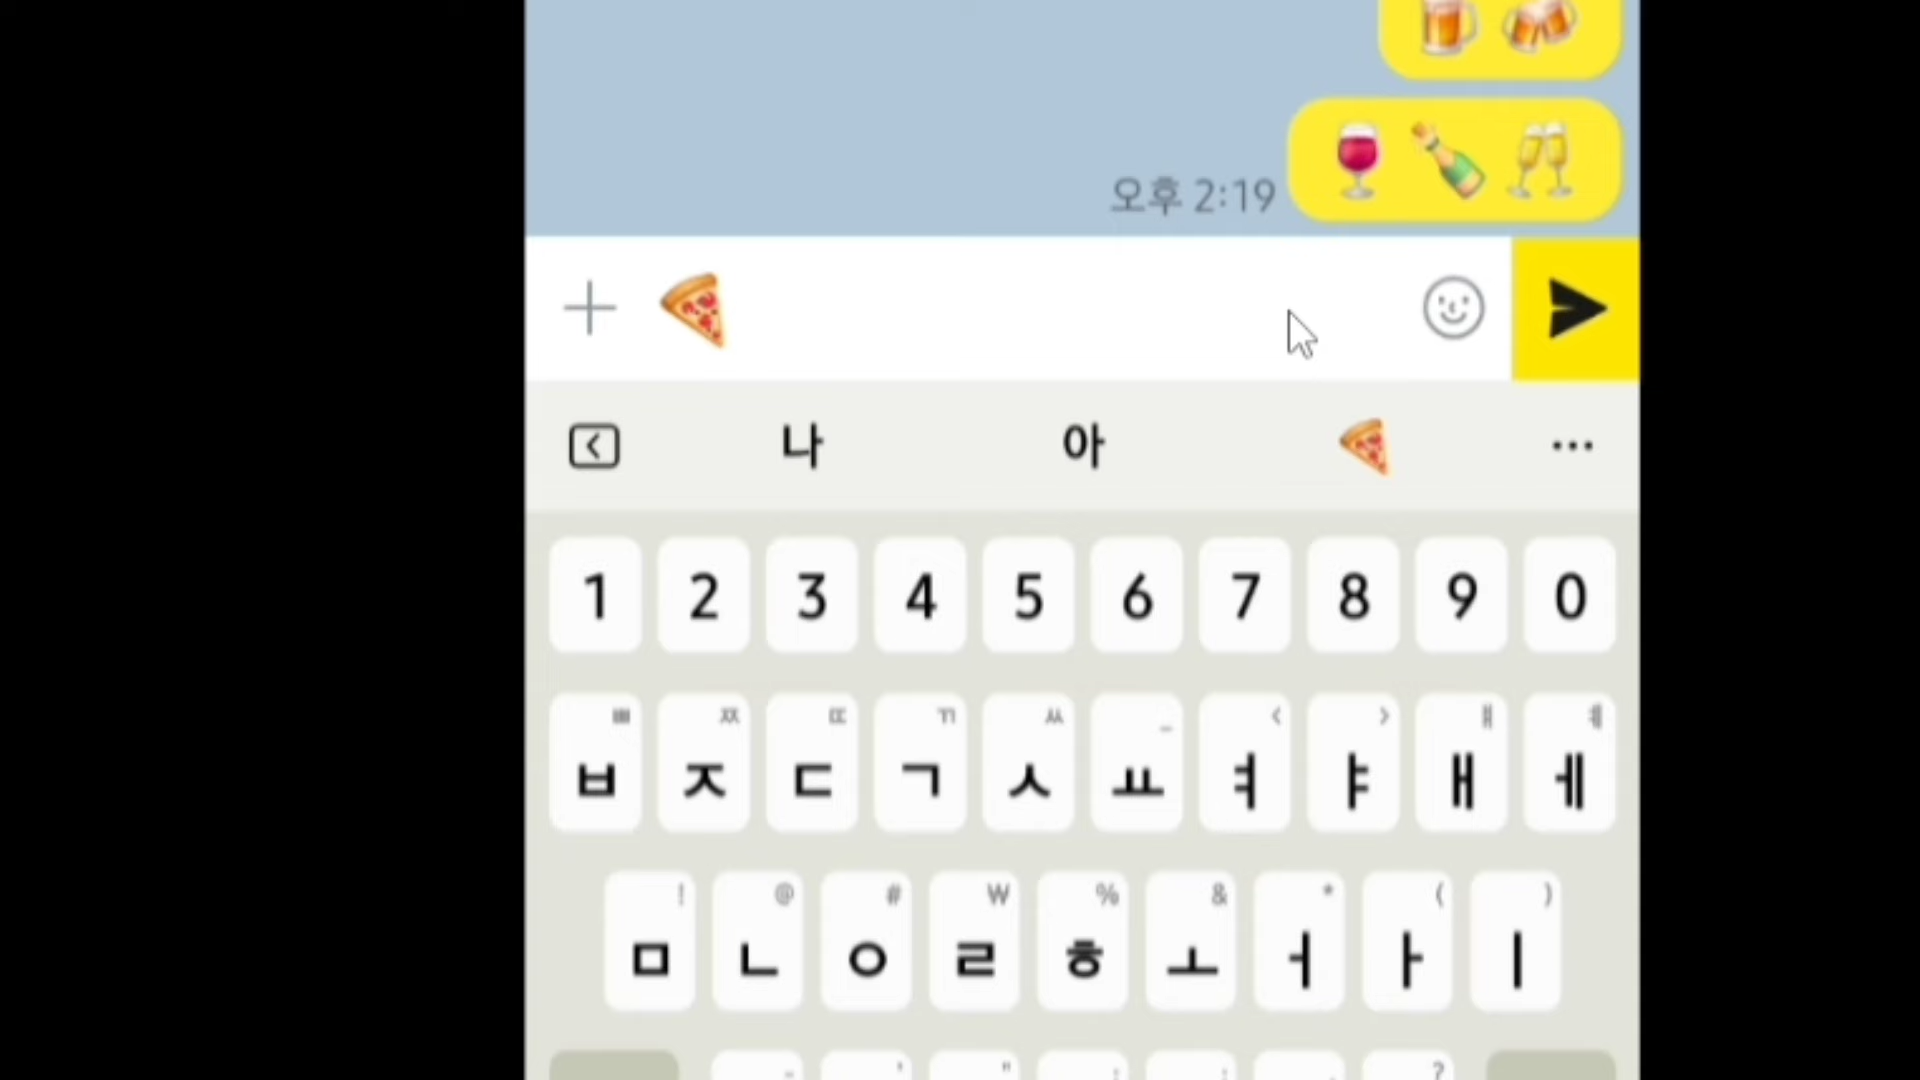 🍺 🍻
🍷 🍾 🥂
오후 2:19
🍕
나 아 🍕 ...
1 2 3 4 5 6 7 8 9 0
ㅃ ㅉ ㄸ ㄲ ㅆ _ < > ㅒ ㅖ
ㅂ ㅈ ㄷ ㄱ ㅅ ㅛ ㅕ ㅑ ㅐ ㅔ
! @ # ₩ % & * ( )
ㅁ ㄴ ㅇ ㄹ ㅎ ㅗ ㅓ ㅏ ㅣ
- ' " : ; , ?